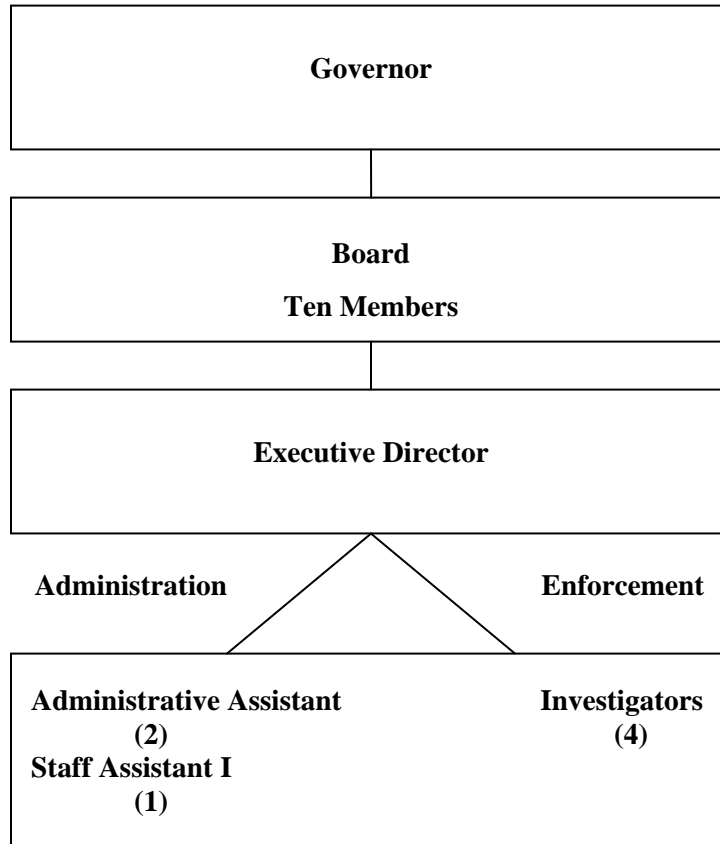 Governor
Board
Ten Members
Executive Director
Administration
Enforcement
Administrative Assistant
(2)
Staff Assistant I
(1)
Investigators
(4)